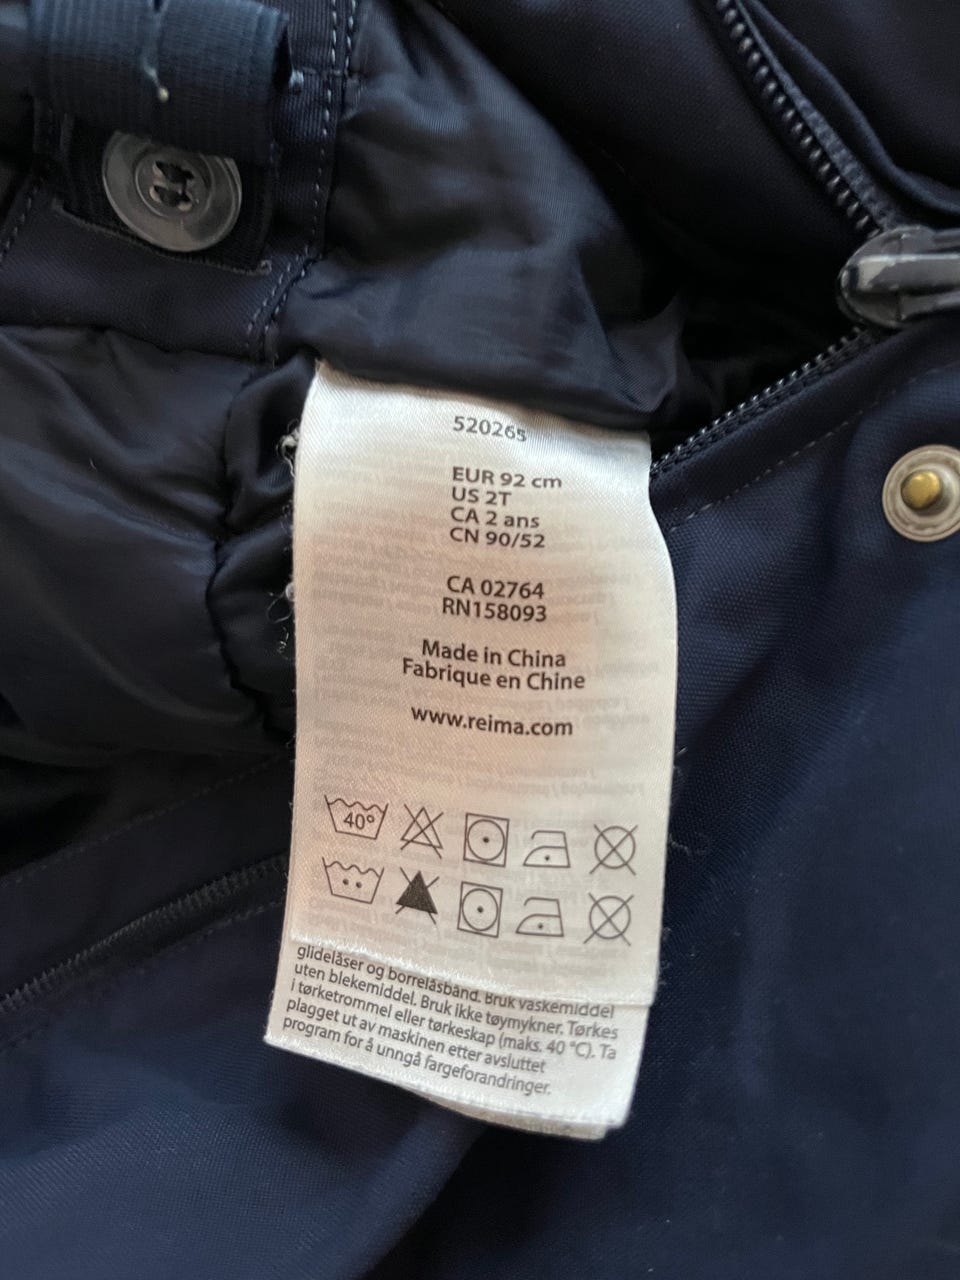 520265
EUR 92 cm
US 2T
CA 2 ans
CN 90/52
CA 02764
RN158093
Made in China
Fabrique en Chine
www.reima.com
40°
glidelåser og borrelåsbånd. Bruk vaskemiddel
uten blekemiddel. Bruk ikke tøymykner. Tørkes
i tørketrommel eller tørkeskap (maks. 40 °C). Ta
plagget ut av maskinen etter avsluttet
program for å unngå fargeforandringer.